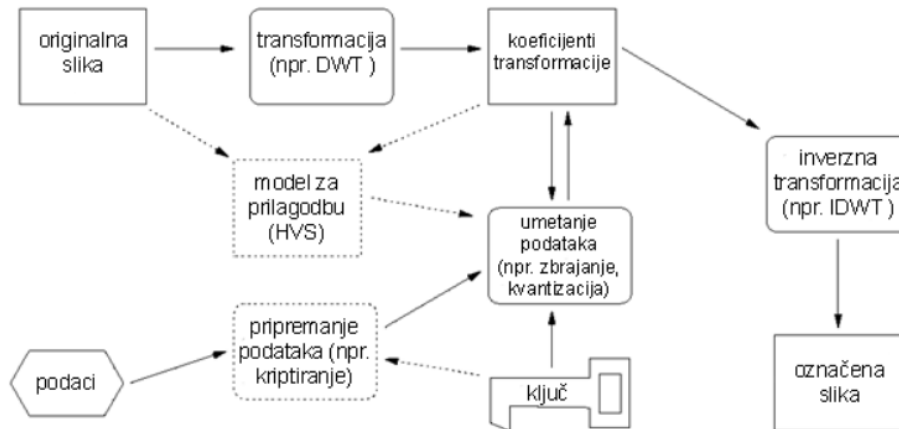 originalna
slika
transformacija
(npr. DWT )
koeficijenti
transformacije
model za
prilagodbu
(HVS)
inverzna
transformacija
(npr. IDWT )
umetanje
podataka
(npr. zbrajanje,
kvantizacija)
pripremanje
podataka (npr.
kriptiranje)
podaci
ključ
označena
slika